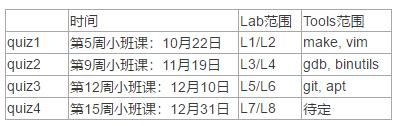 时间 Lab范围 Tools范围
quiz1 第5周小班课：10月22日 L1/L2 make, vim
quiz2 第9周小班课：11月19日 L3/L4 gdb, binutils
quiz3 第12周小班课：12月10日 L5/L6 git, apt
quiz4 第15周小班课：12月31日 L7/L8 待定